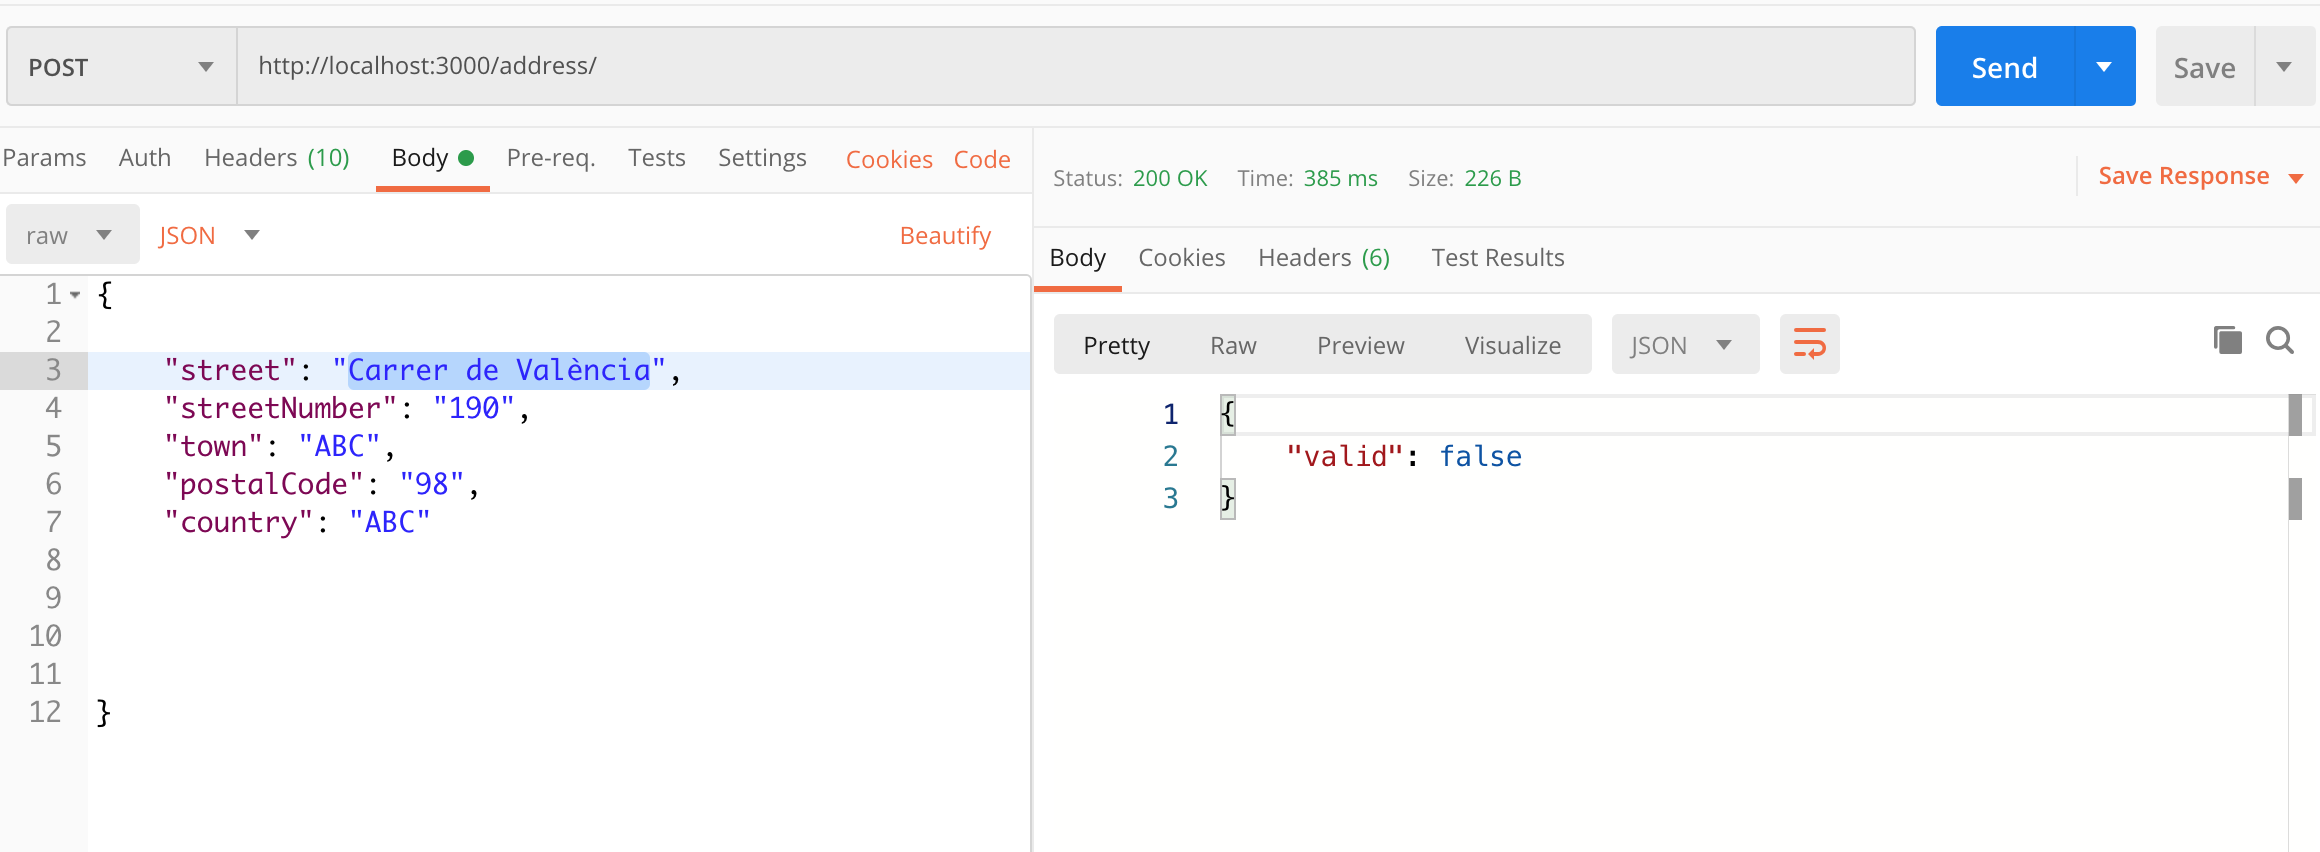 POST http://localhost:3000/address/ Send Save
Params Auth Headers (10) Body Pre-req. Tests Settings Cookies Code
raw JSON Beautify
1 {
2
3 "street": "Carrer de València",
4 "streetNumber": "190",
5 "town": "ABC",
6 "postalCode": "98",
7 "country": "ABC"
8
9
10
11
12 }
Status: 200 OK Time: 385 ms Size: 226 B Save Response
Body Cookies Headers (6) Test Results
Pretty Raw Preview Visualize JSON
1 {
2 "valid": false
3 }